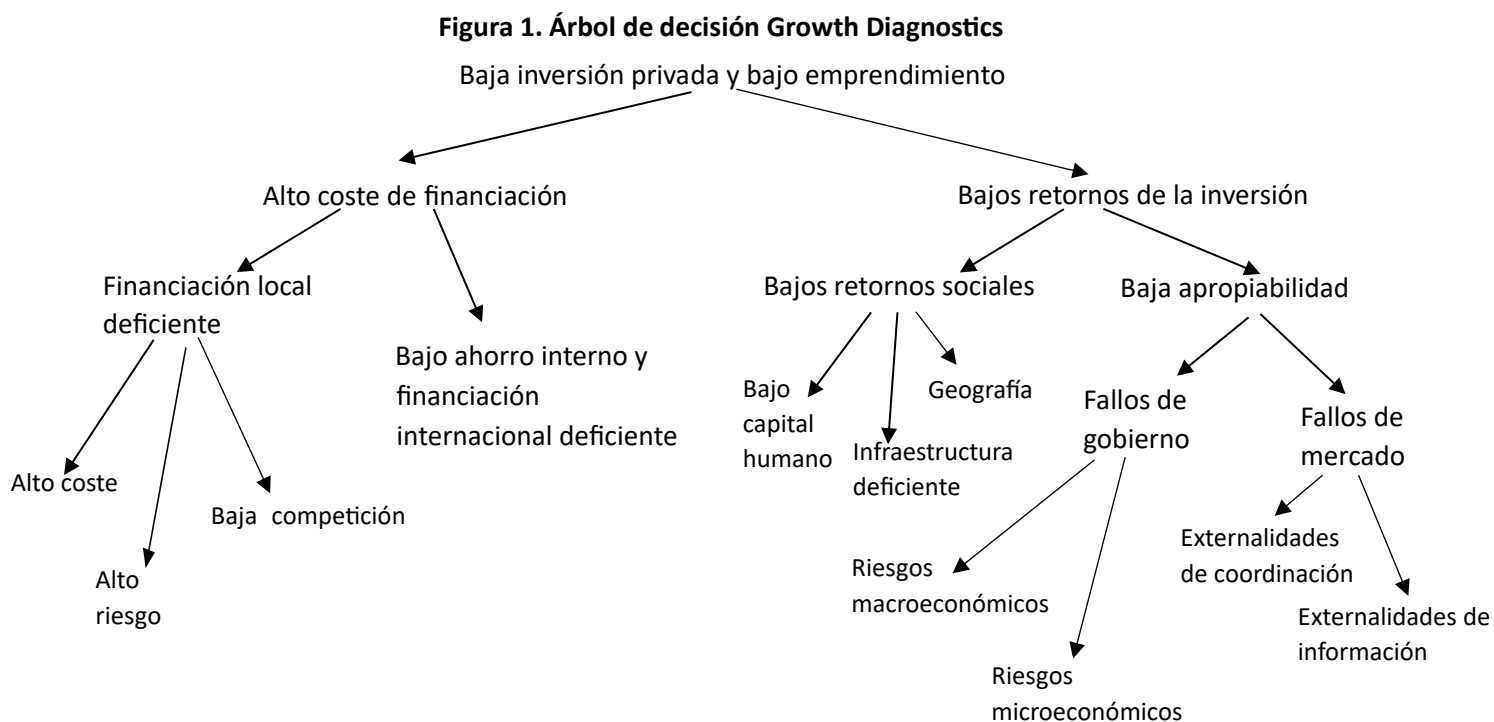 Figura 1. Árbol de decisión Growth Diagnostics
Baja inversión privada y bajo emprendimiento
Alto coste de financiación
Bajos retornos de la inversión
Financiación local
deficiente
Bajo ahorro interno y
financiación
internacional deficiente
Bajos retornos sociales
Baja apropiabilidad
Alto coste
Alto
riesgo
Baja competición
Bajo
capital
humano
Infraestructura
deficiente
Geografía
Fallos de
gobierno
Fallos de
mercado
Riesgos
macroeconómicos
Riesgos
microeconómicos
Externalidades
de coordinación
Externalidades de
información